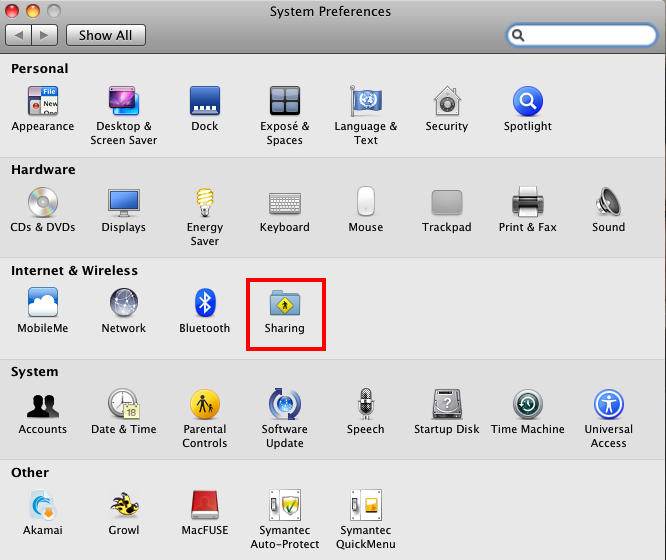 System Preferences
Show All
Personal
Appearance
Desktop &
Screen Saver
Dock
Exposé &
Spaces
Language &
Text
Security
Spotlight
Hardware
CDs & DVDs
Displays
Energy
Saver
Keyboard
Mouse
Trackpad
Print & Fax
Sound
Internet & Wireless
MobileMe
Network
Bluetooth
Sharing
System
Accounts
Date & Time
Parental
Controls
Software
Update
Speech
Startup Disk
Time Machine
Universal
Access
Other
Akamai
Growl
MacFUSE
Symantec
Auto-Protect
Symantec
QuickMenu